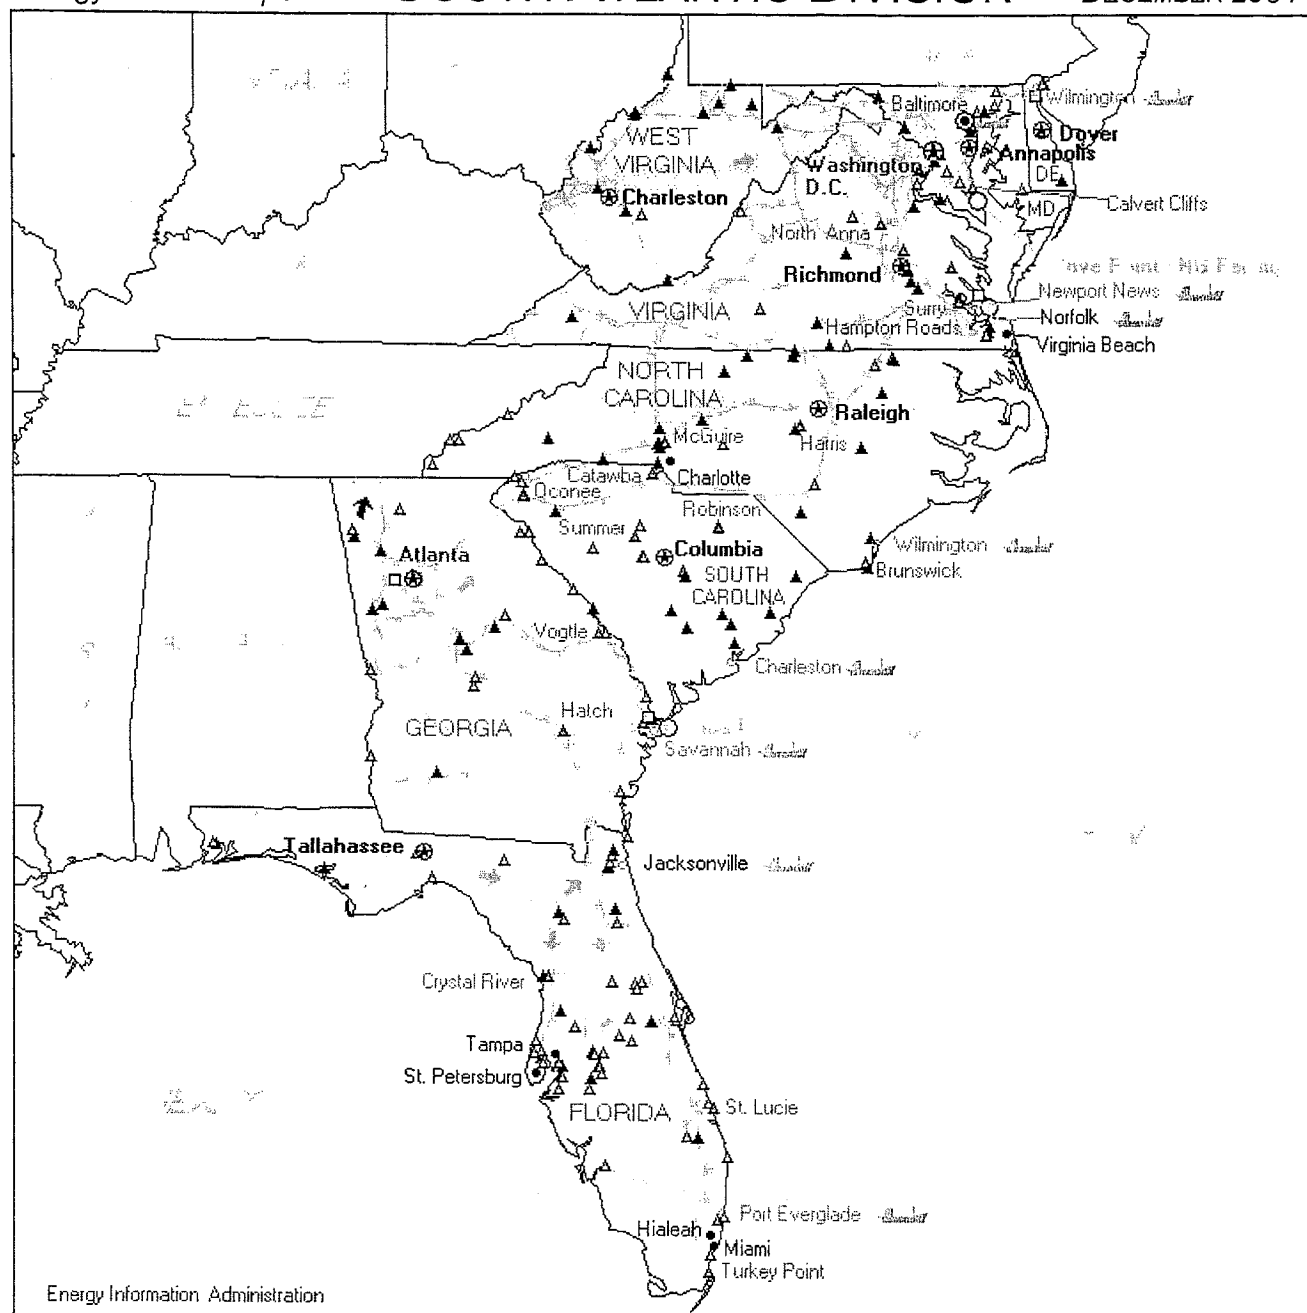 SOUTH ATLANTIC DIVISION
DECEMBER 2004
Baltimore
Wilmington
WEST
VIRGINIA
Dover
Annapolis
Washington
D.C.
DE
Charleston
MD
Calvert Cliffs
North Anna
Richmond
Newport News
VIRGINIA
Surry
Norfolk
Hampton Roads
Virginia Beach
NORTH
CAROLINA
Raleigh
McGuire
Harris
Catawba
Charlotte
Oconee
Robinson
Summer
Wilmington
Columbia
Atlanta
Brunswick
SOUTH
CAROLINA
Vogtle
Charleston
Hatch
GEORGIA
Savannah
Tallahassee
Jacksonville
Crystal River
Tampa
St. Petersburg
FLORIDA
St. Lucie
Port Everglade
Hialeah
Miami
Turkey Point
Energy Information Administration